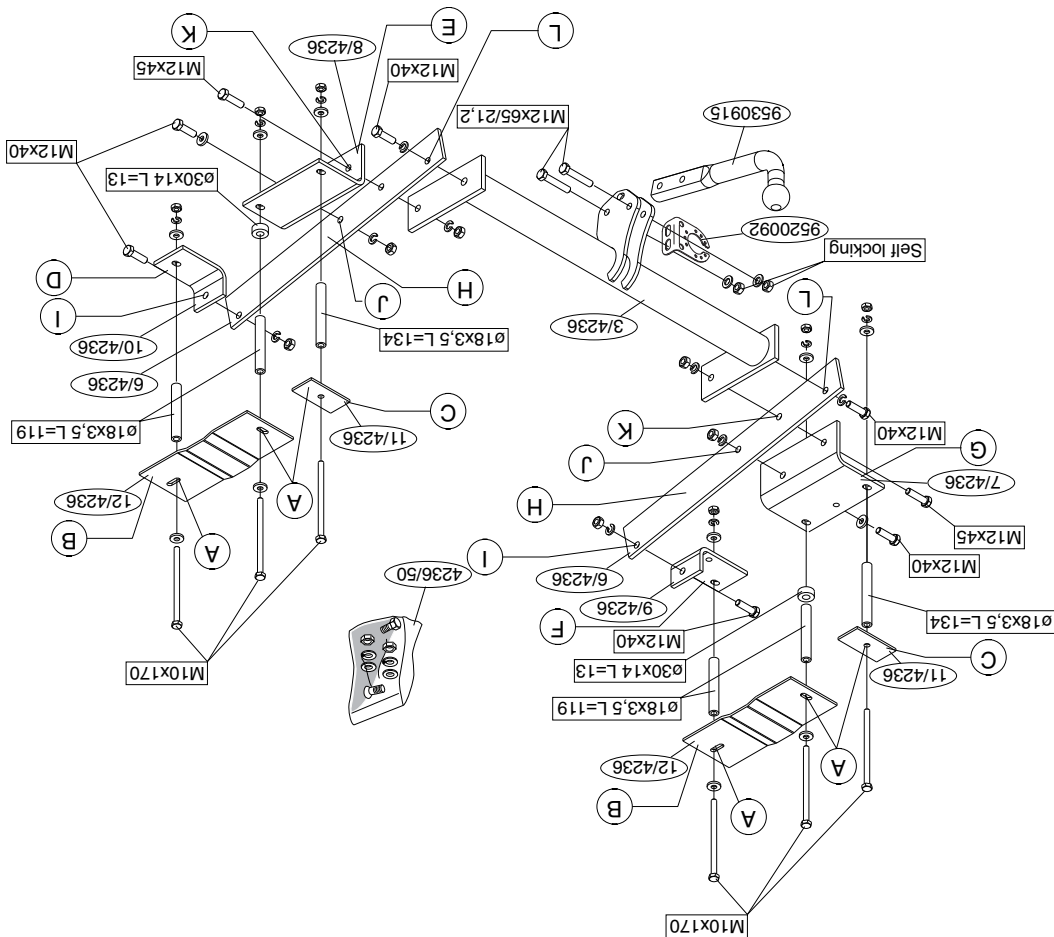 M10x170
A
B
A
12/4236
ø18x3,5 L=119
11/4236
M10x170
ø30x14 L=13
C
M12x40
F
ø18x3,5 L=134
9/4236
6/4236
4236/50
M12x40
I
A
B
M12x45
H
A
12/4236
7/4236
J
G
11/4236
M12x40
K
ø18x3,5 L=119
C
6/4236
10/4236
ø18x3,5 L=134
3/4236
I
J
L
H
D
Self locking
9520092
ø30x14 L=13
M12x40
9530915
M12x65/21,2
M12x40
M12x45
8/4236
L
K
E